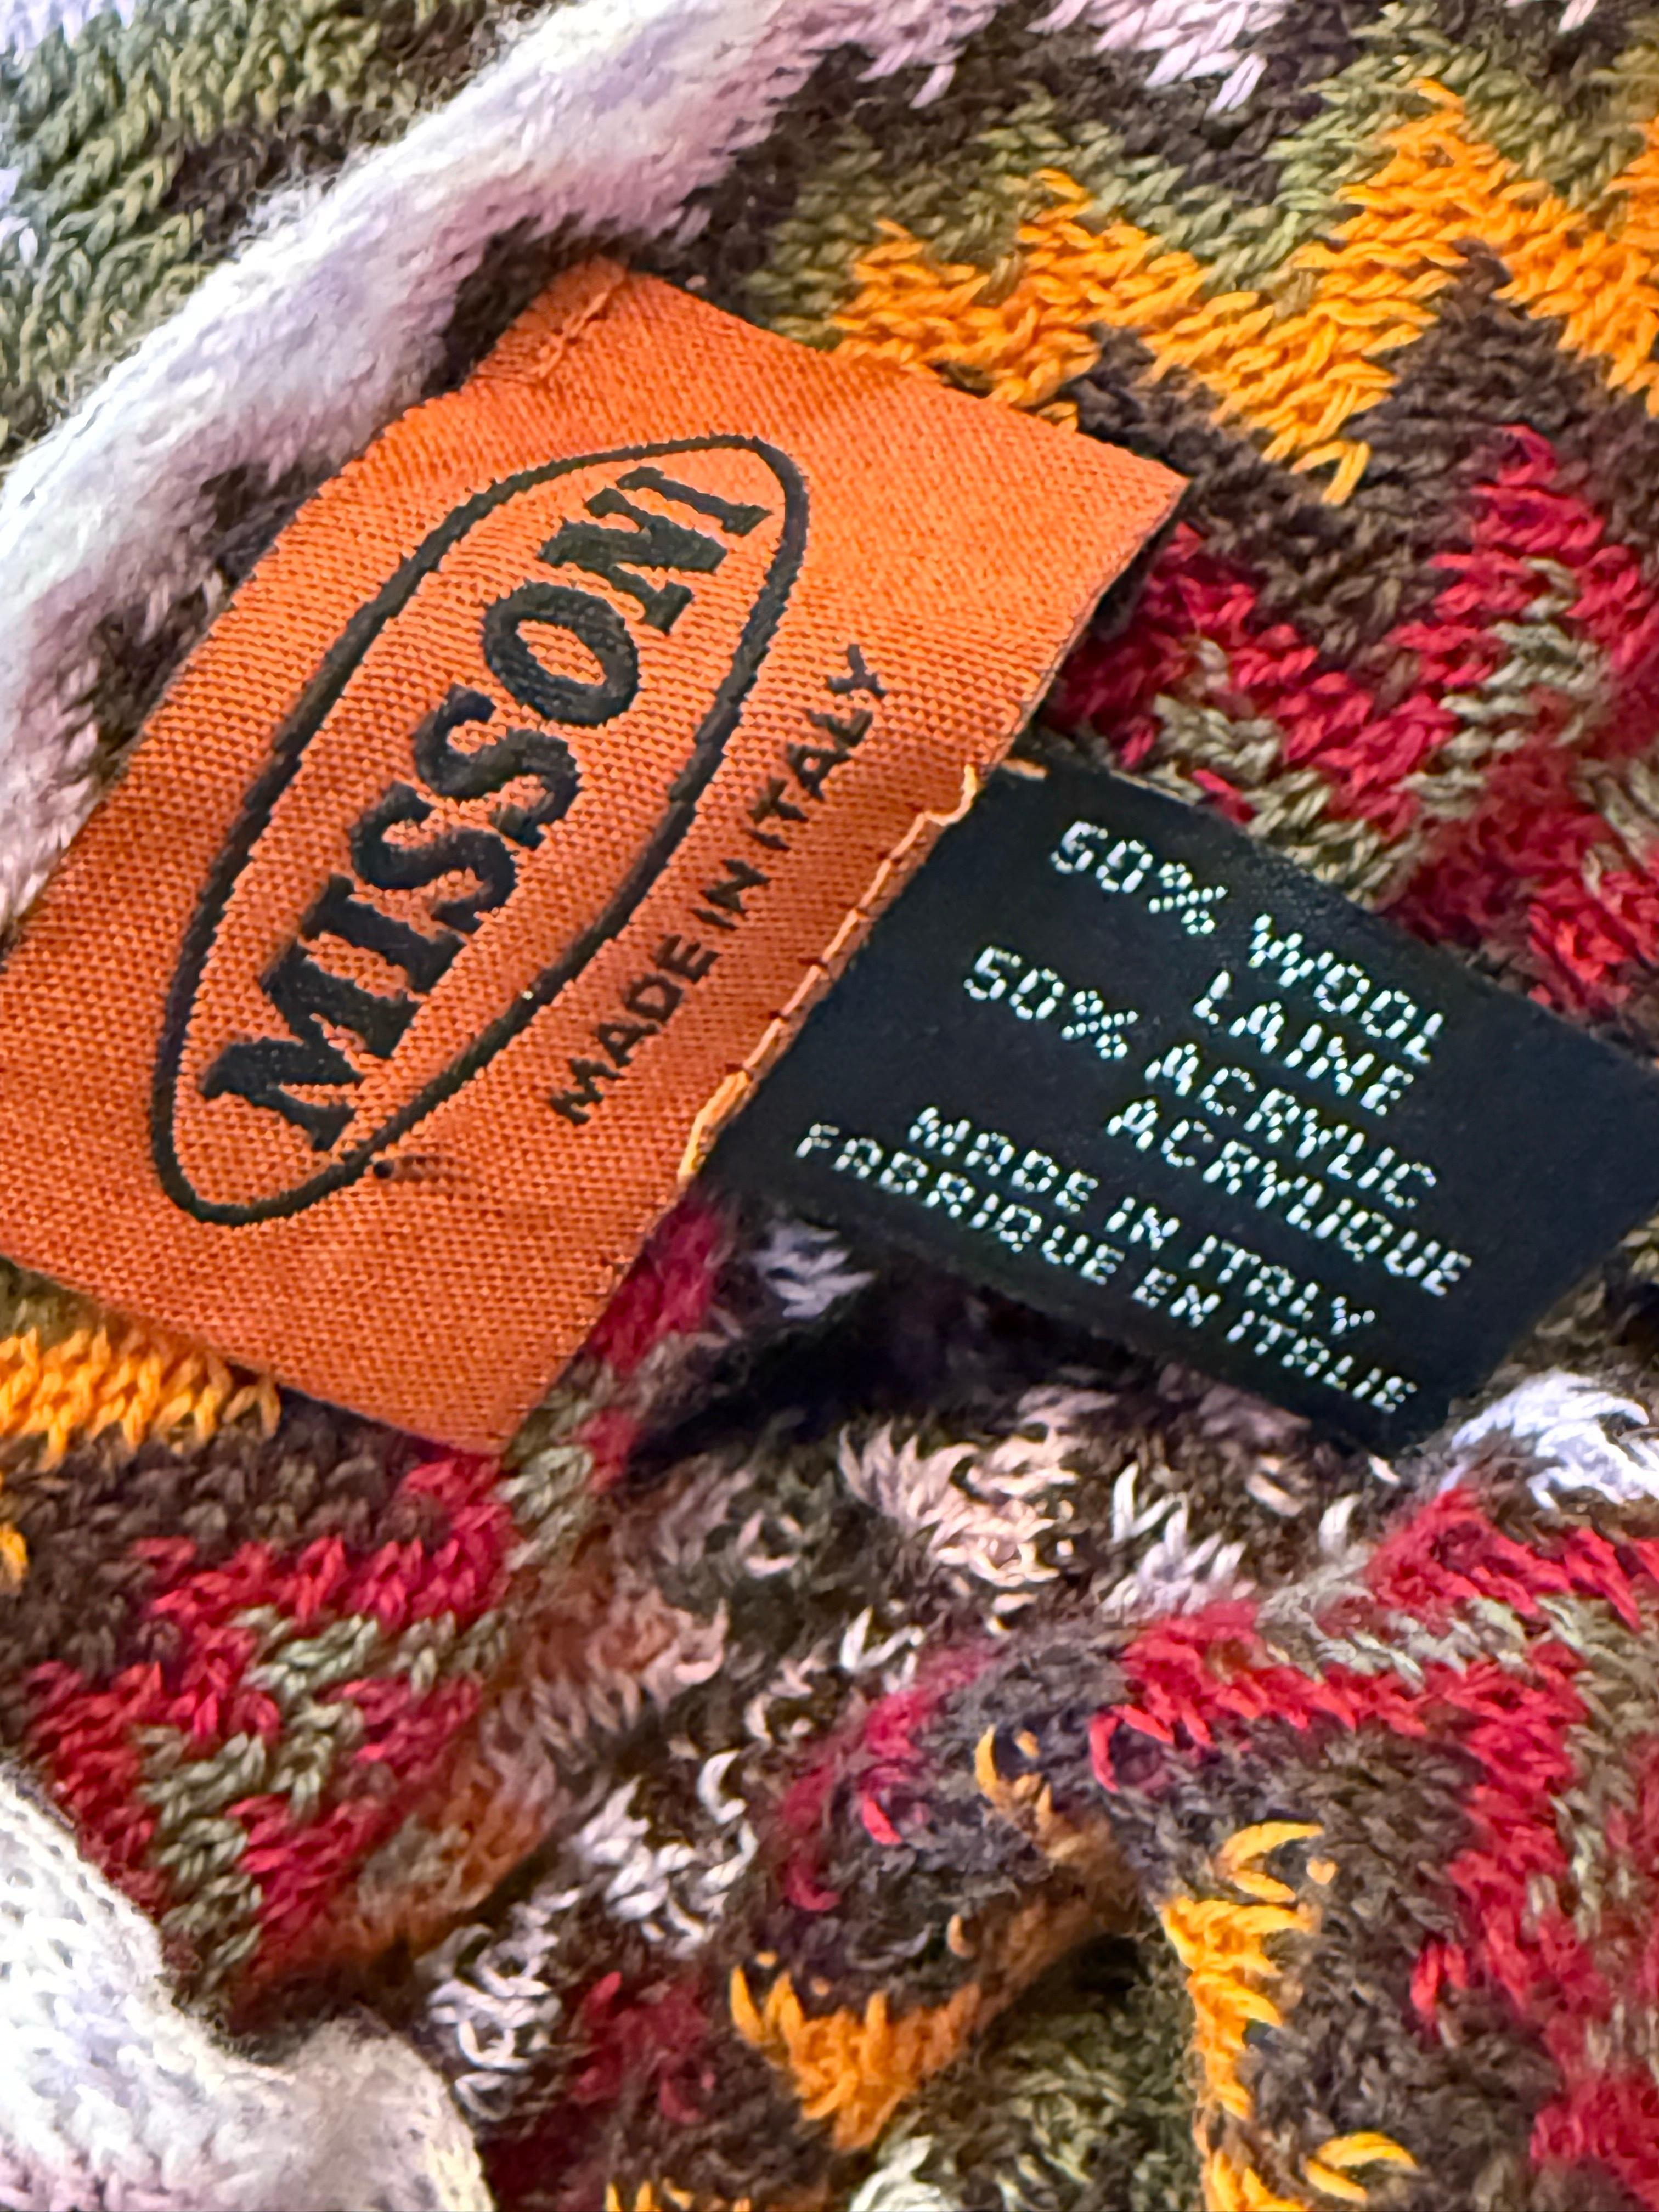 MISSONI
MADE IN ITALY
50% WOOL
LAINE
50% ACRYLIC
ACRYLIQUE
MADE IN ITALY
FABRIQUE EN ITALIE